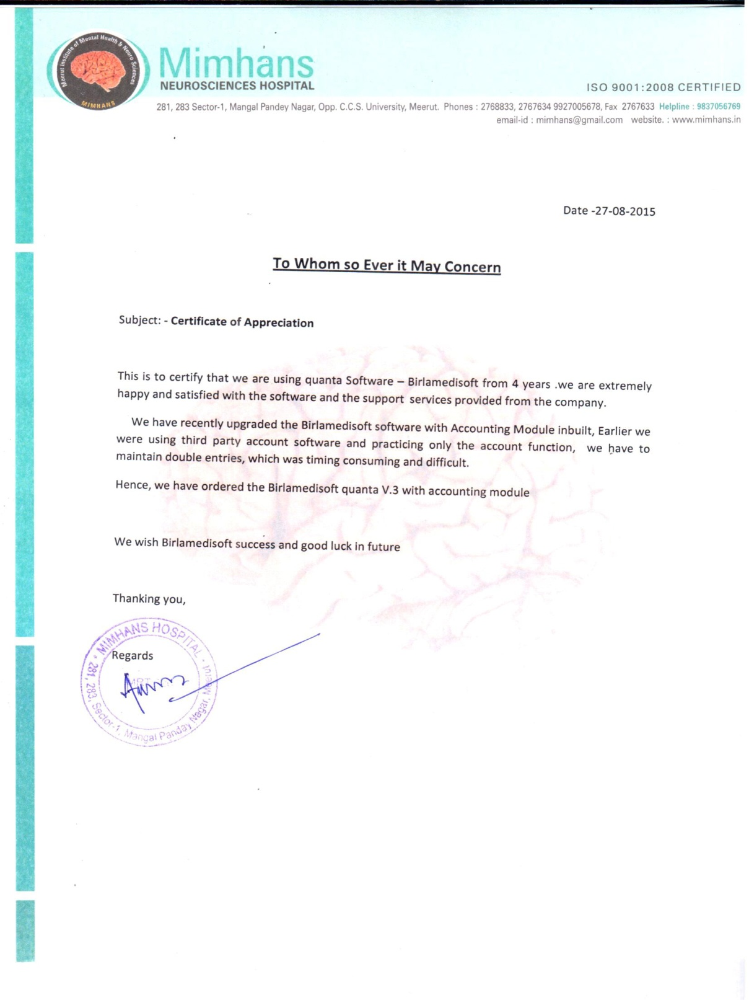 Meerut Institute of Mental Health & Neuro Sciences
MIMHANS
Mimhans
NEUROSCIENCES HOSPITAL
ISO 9001:2008 CERTIFIED
281, 283 Sector-1, Mangal Pandey Nagar, Opp. C.C.S. University, Meerut. Phones : 2768833, 2767634 9927005678, Fax 2767633 Helpline : 9837056769
email-id : mimhans@gmail.com website. : www.mimhans.in
Date -27-08-2015
To Whom so Ever it May Concern
Subject: - Certificate of Appreciation
This is to certify that we are using quanta Software – Birlamedisoft from 4 years .we are extremely
happy and satisfied with the software and the support services provided from the company.
We have recently upgraded the Birlamedisoft software with Accounting Module inbuilt, Earlier we
were using third party account software and practicing only the account function, we have to
maintain double entries, which was timing consuming and difficult.
Hence, we have ordered the Birlamedisoft quanta V.3 with accounting module
We wish Birlamedisoft success and good luck in future
Thanking you,
Regards
MIMHANS HOSPITAL
281, 283, Sector-1, Mangal Panday Nagar, Meerut